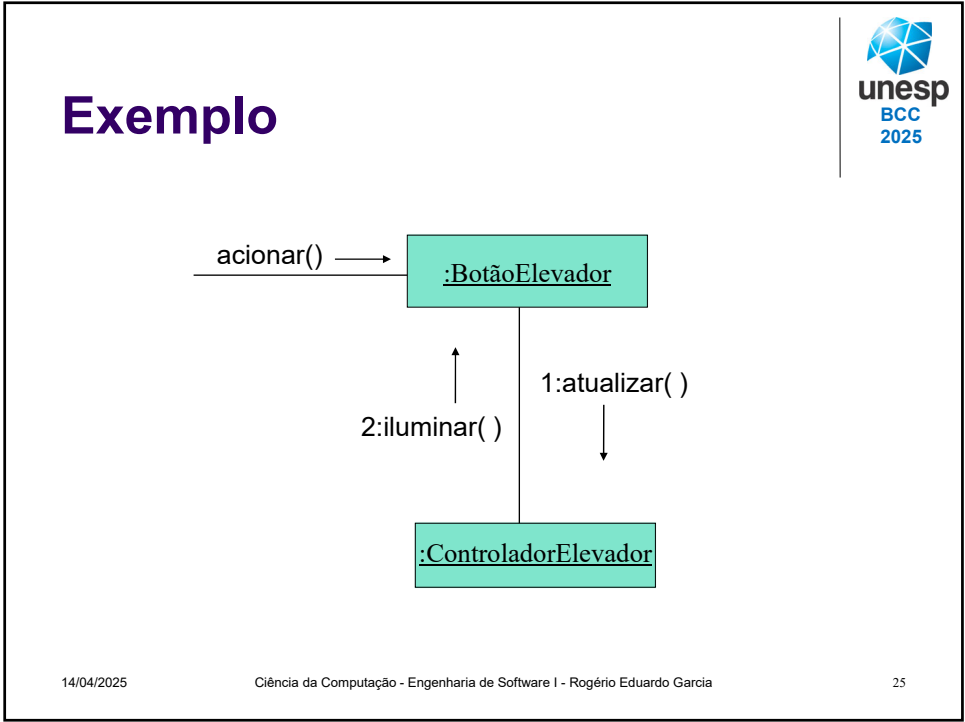 Exemplo
unesp
BCC
2025
acionar()
:BotãoElevador
1:atualizar( )
2:iluminar( )
:ControladorElevador
14/04/2025
Ciência da Computação - Engenharia de Software I - Rogério Eduardo Garcia
25